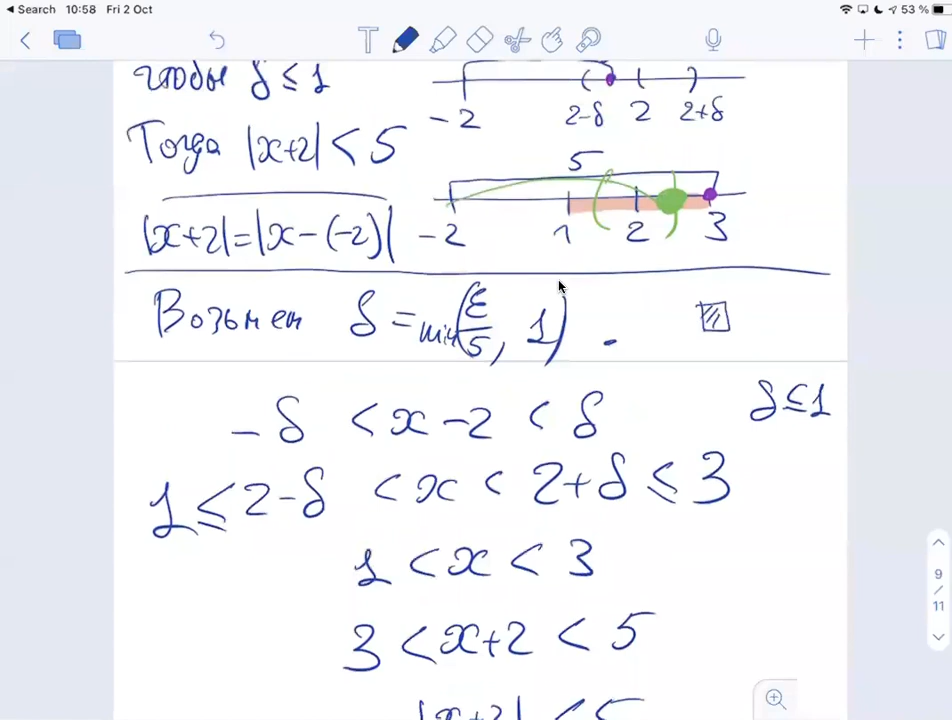 Search 10:58 Fri 2 Oct 53 %
чтобы δ ≤ 1
-2 2-δ 2 2+δ
Тогда |x+2| < 5
5
|x+2| = |x-(-2)|
-2 1 2 3
Возьмем δ = min(ε/5, 1).
δ ≤ 1
-δ < x-2 < δ
1 ≤ 2-δ < x < 2+δ ≤ 3
1 < x < 3
3 < x+2 < 5
|x+2| < 5
9
/
11